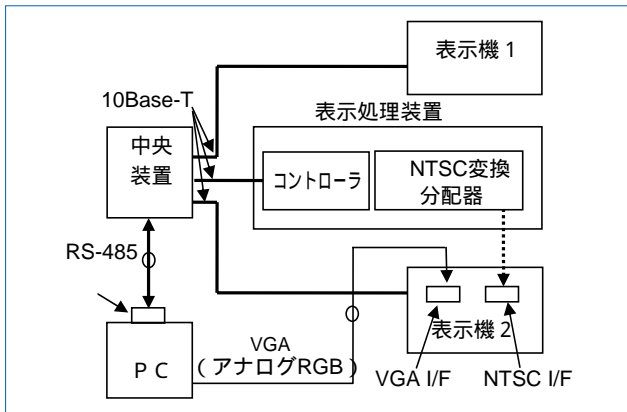 表示機 1
10Base-T
表示処理装置
中央
装置
コントローラ
NTSC変換
分配器
RS-485
表示機 2
VGA
(アナログRGB)
PC
VGA I/F
NTSC I/F